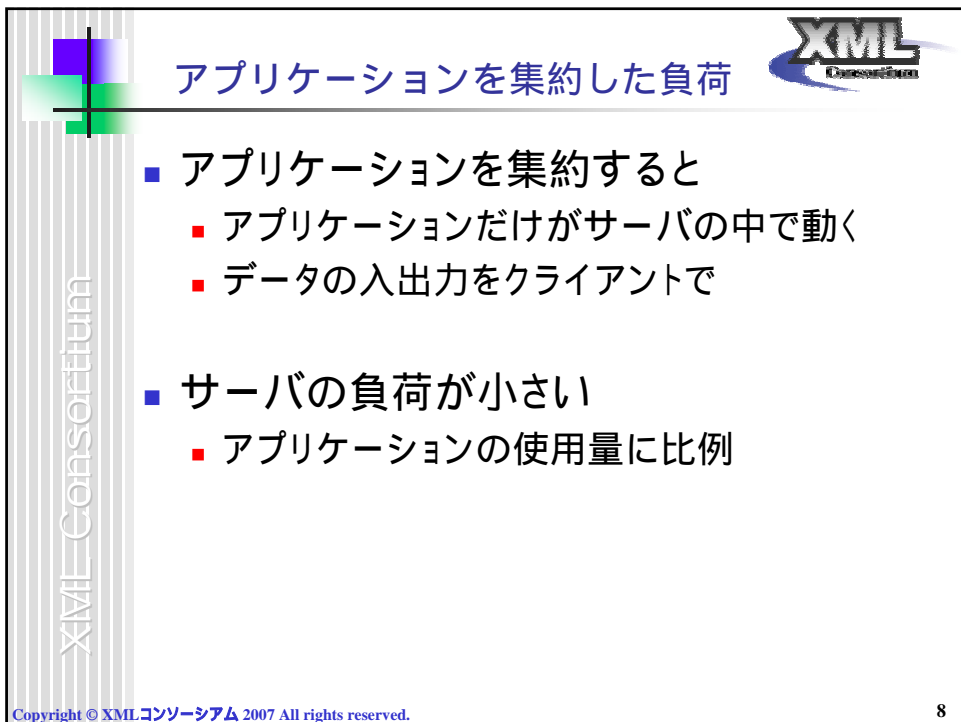 XML
Consortium
アプリケーションを集約した負荷
アプリケーションを集約すると
アプリケーションだけがサーバの中で動く
データの入出力をクライアントで
サーバの負荷が小さい
アプリケーションの使用量に比例
XML Consortium
Copyright © XMLコンソーシアム 2007 All rights reserved.
8